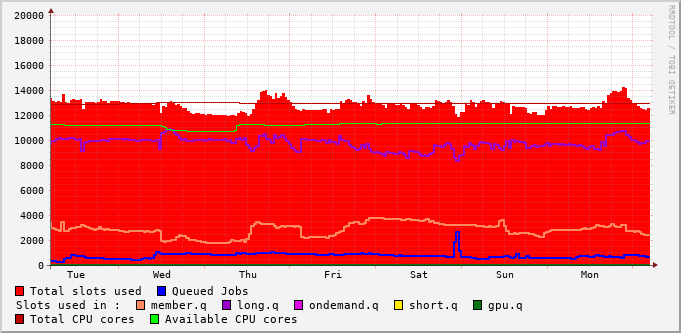 RRDTOOL / TOBI OETIKER
20000
18000
16000
14000
12000
10000
8000
6000
4000
2000
0
Tue Wed Thu Fri Sat Sun Mon
Total slots used Queued Jobs
Slots used in : member.q long.q ondemand.q short.q gpu.q
Total CPU cores Available CPU cores